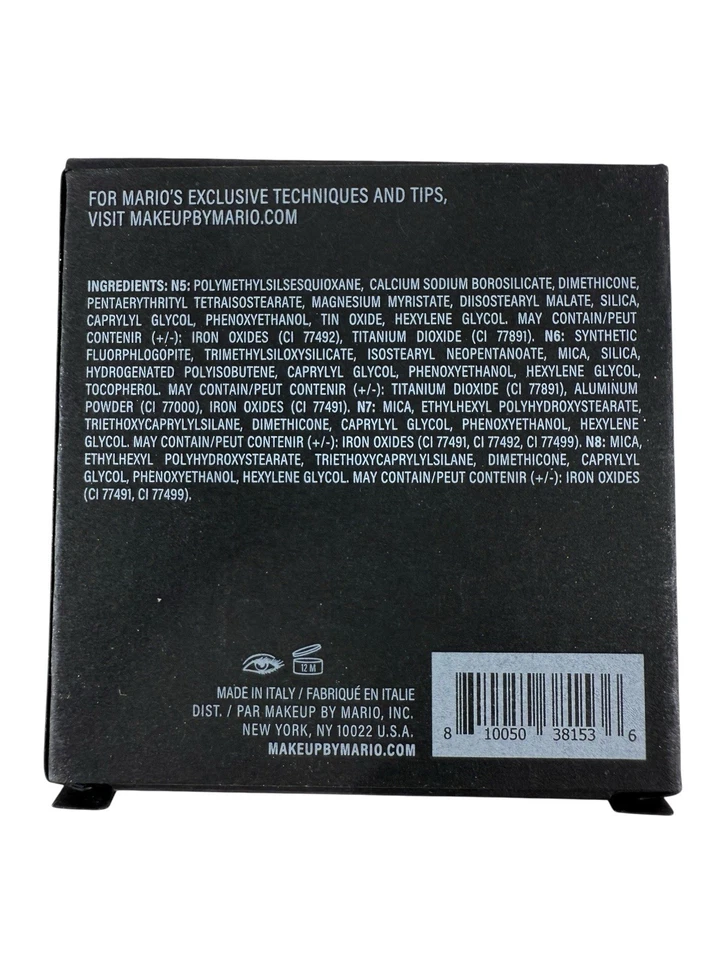 FOR MARIO'S EXCLUSIVE TECHNIQUES AND TIPS,
VISIT MAKEUPBYMARIO.COM
INGREDIENTS: N5: POLYMETHYLSILSESQUIOXANE, CALCIUM SODIUM BOROSILICATE, DIMETHICONE,
PENTAERYTHRITYL TETRAISOSTEARATE, MAGNESIUM MYRISTATE, DIISOSTEARYL MALATE, SILICA,
CAPRYLYL GLYCOL, PHENOXYETHANOL, TIN OXIDE, HEXYLENE GLYCOL. MAY CONTAIN/PEUT
CONTENIR (+/-): IRON OXIDES (CI 77492), TITANIUM DIOXIDE (CI 77891). N6: SYNTHETIC
FLUORPHLOGOPITE, TRIMETHYLSILOXYSILICATE, ISOSTEARYL NEOPENTANOATE, MICA, SILICA,
HYDROGENATED POLYISOBUTENE, CAPRYLYL GLYCOL, PHENOXYETHANOL, HEXYLENE GLYCOL,
TOCOPHEROL. MAY CONTAIN/PEUT CONTENIR (+/-): TITANIUM DIOXIDE (CI 77891), ALUMINUM
POWDER (CI 77000), IRON OXIDES (CI 77491). N7: MICA, ETHYLHEXYL POLYHYDROXYSTEARATE,
TRIETHOXYCAPRYLYLSILANE, DIMETHICONE, CAPRYLYL GLYCOL, PHENOXYETHANOL, HEXYLENE
GLYCOL. MAY CONTAIN/PEUT CONTENIR (+/-): IRON OXIDES (CI 77491, CI 77492, CI 77499). N8: MICA,
ETHYLHEXYL POLYHYDROXYSTEARATE, TRIETHOXYCAPRYLYLSILANE, DIMETHICONE, CAPRYLYL
GLYCOL, PHENOXYETHANOL, HEXYLENE GLYCOL. MAY CONTAIN/PEUT CONTENIR (+/-): IRON OXIDES
(CI 77491, CI 77499).
12 M
MADE IN ITALY / FABRIQUÉ EN ITALIE
DIST. / PAR MAKEUP BY MARIO, INC.
NEW YORK, NY 10022 U.S.A.
MAKEUPBYMARIO.COM
8 10050 38153 6